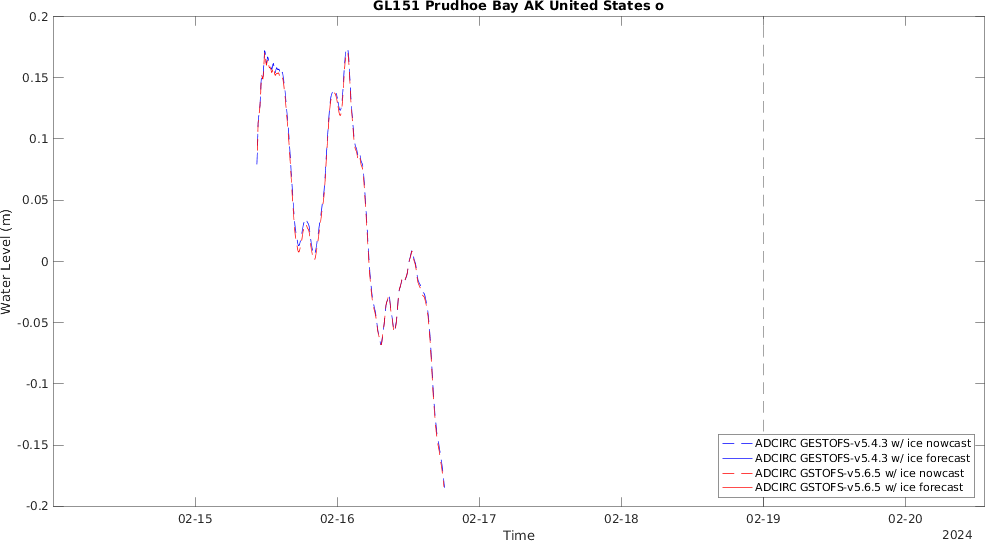 GL151 Prudhoe Bay AK United States o
0.2
0.15
0.1
0.05
0
-0.05
-0.1
-0.15
-0.2
Water Level (m)
02-15
02-16
02-17
02-18
02-19
02-20
Time
2024
ADCIRC GESTOFS-v5.4.3 w/ ice nowcast
ADCIRC GESTOFS-v5.4.3 w/ ice forecast
ADCIRC GSTOFS-v5.6.5 w/ ice nowcast
ADCIRC GSTOFS-v5.6.5 w/ ice forecast